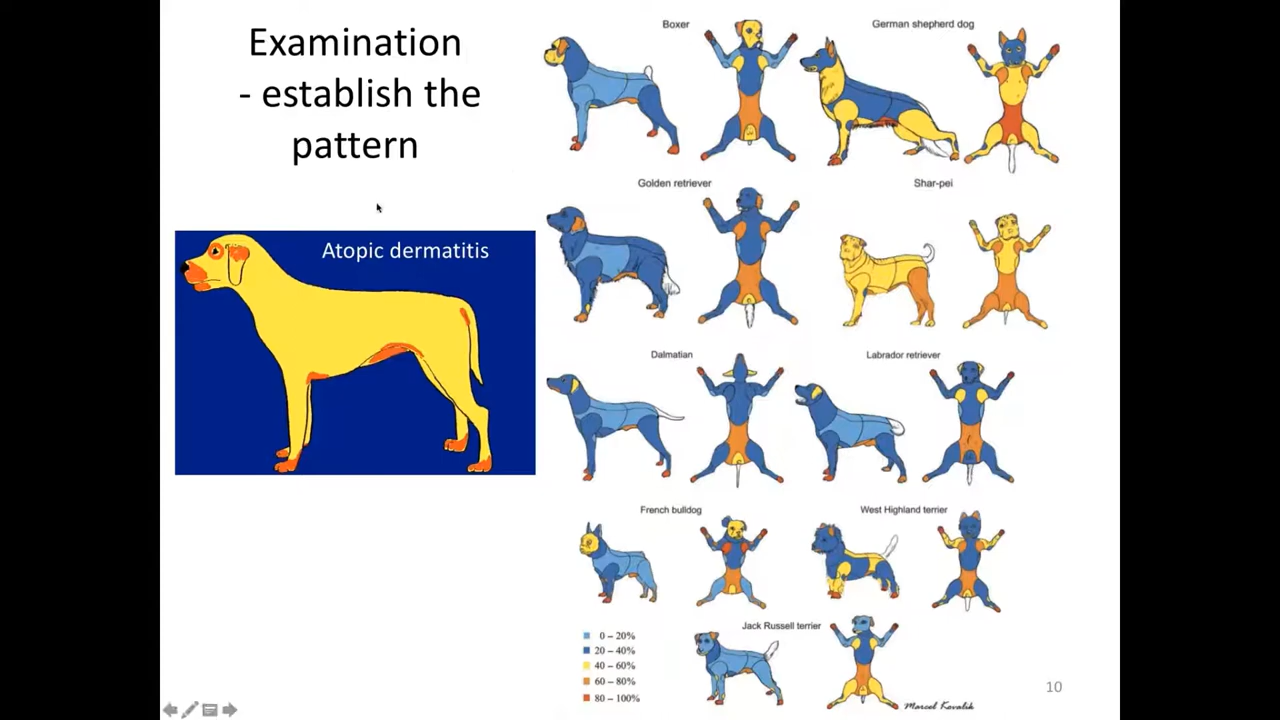 Examination
- establish the
pattern
Atopic dermatitis
Boxer
German shepherd dog
Golden retriever
Shar-pei
Dalmatian
Labrador retriever
French bulldog
West Highland terrier
Jack Russell terrier
0 – 20%
20 – 40%
40 – 60%
60 – 80%
80 – 100%
Marcel Kovalik
10